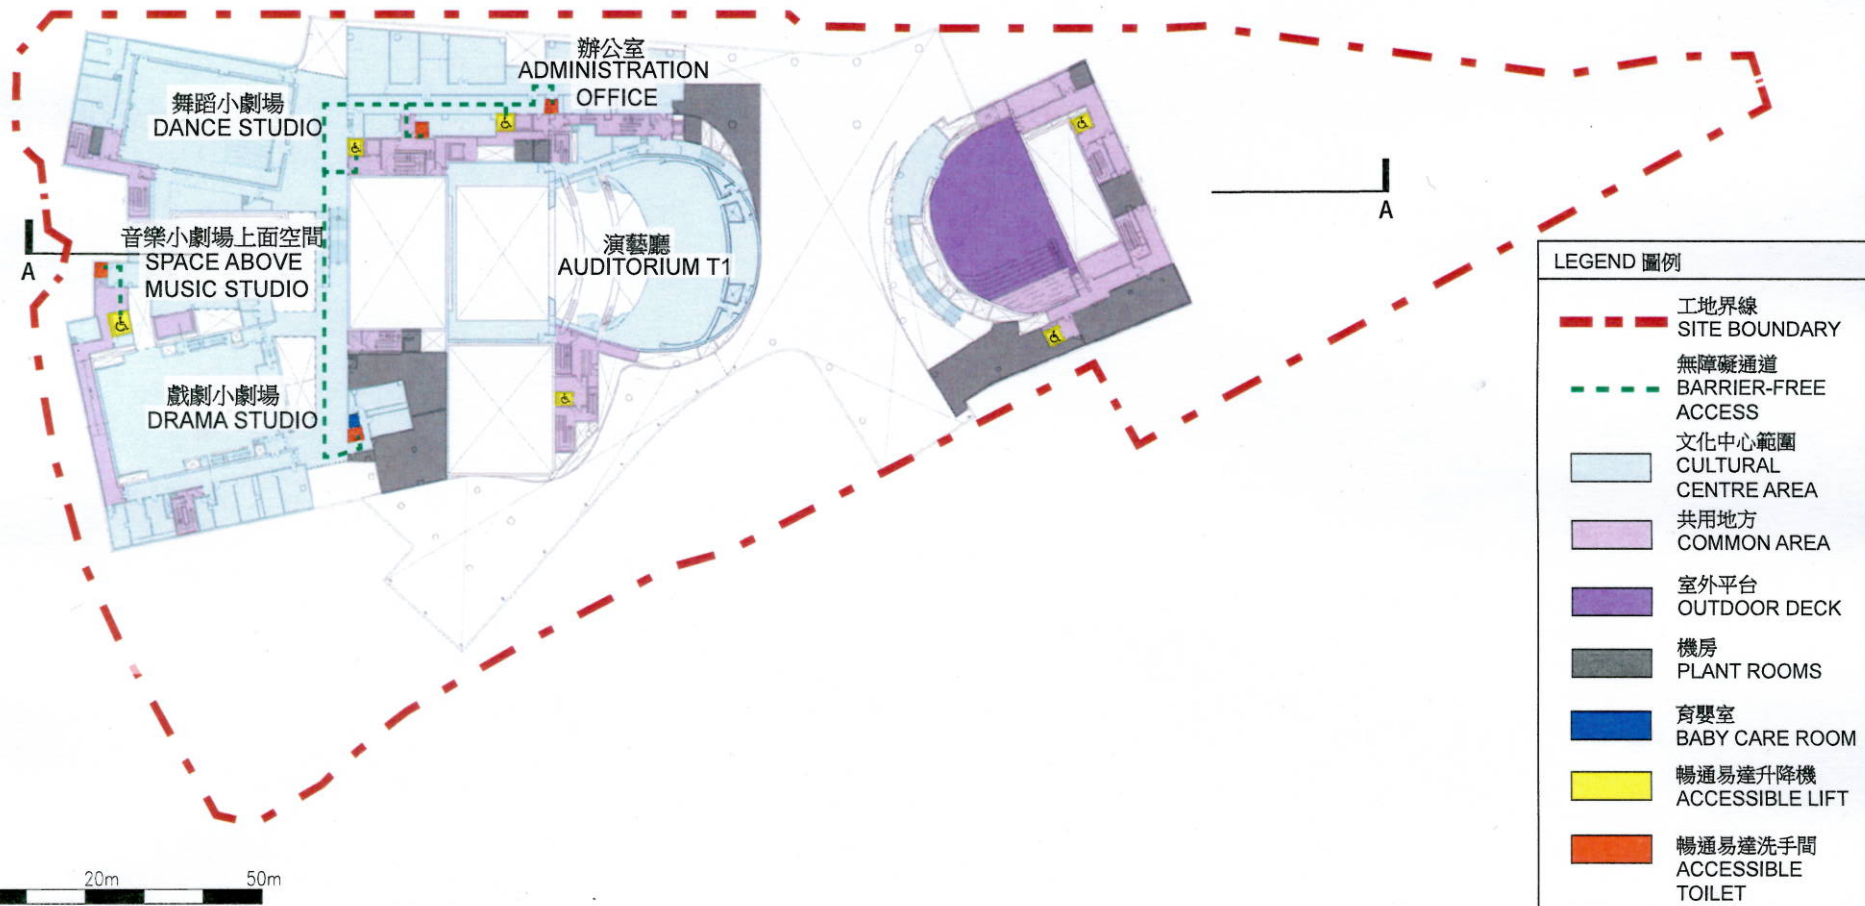 辦公室
ADMINISTRATION
OFFICE
舞蹈小劇場
DANCE STUDIO
音樂小劇場上面空間
SPACE ABOVE
MUSIC STUDIO
演藝廳
AUDITORIUM T1
戲劇小劇場
DRAMA STUDIO
A
A
LEGEND 圖例
工地界線
SITE BOUNDARY
無障礙通道
BARRIER-FREE
ACCESS
文化中心範圍
CULTURAL
CENTRE AREA
共用地方
COMMON AREA
室外平台
OUTDOOR DECK
機房
PLANT ROOMS
育嬰室
BABY CARE ROOM
暢通易達升降機
ACCESSIBLE LIFT
暢通易達洗手間
ACCESSIBLE
TOILET
20m
50m